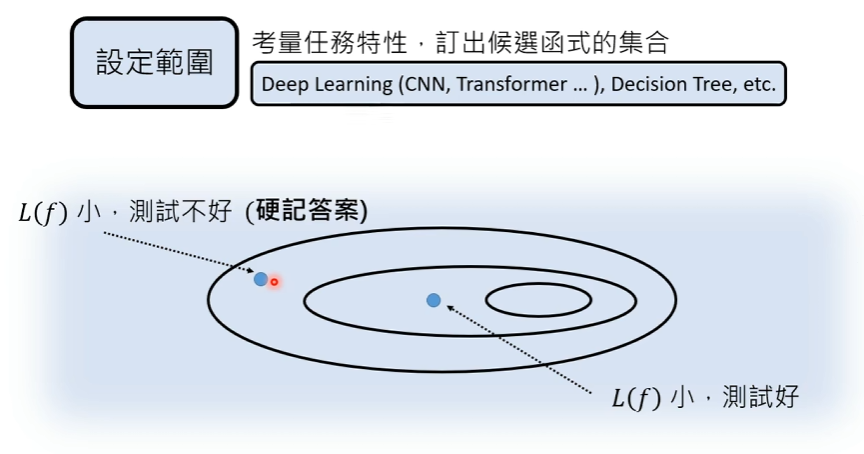 設定範圍
考量任務特性，訂出候選函式的集合
Deep Learning (CNN, Transformer … ), Decision Tree, etc.
L(f) 小，測試不好 (硬記答案)
L(f) 小，測試好